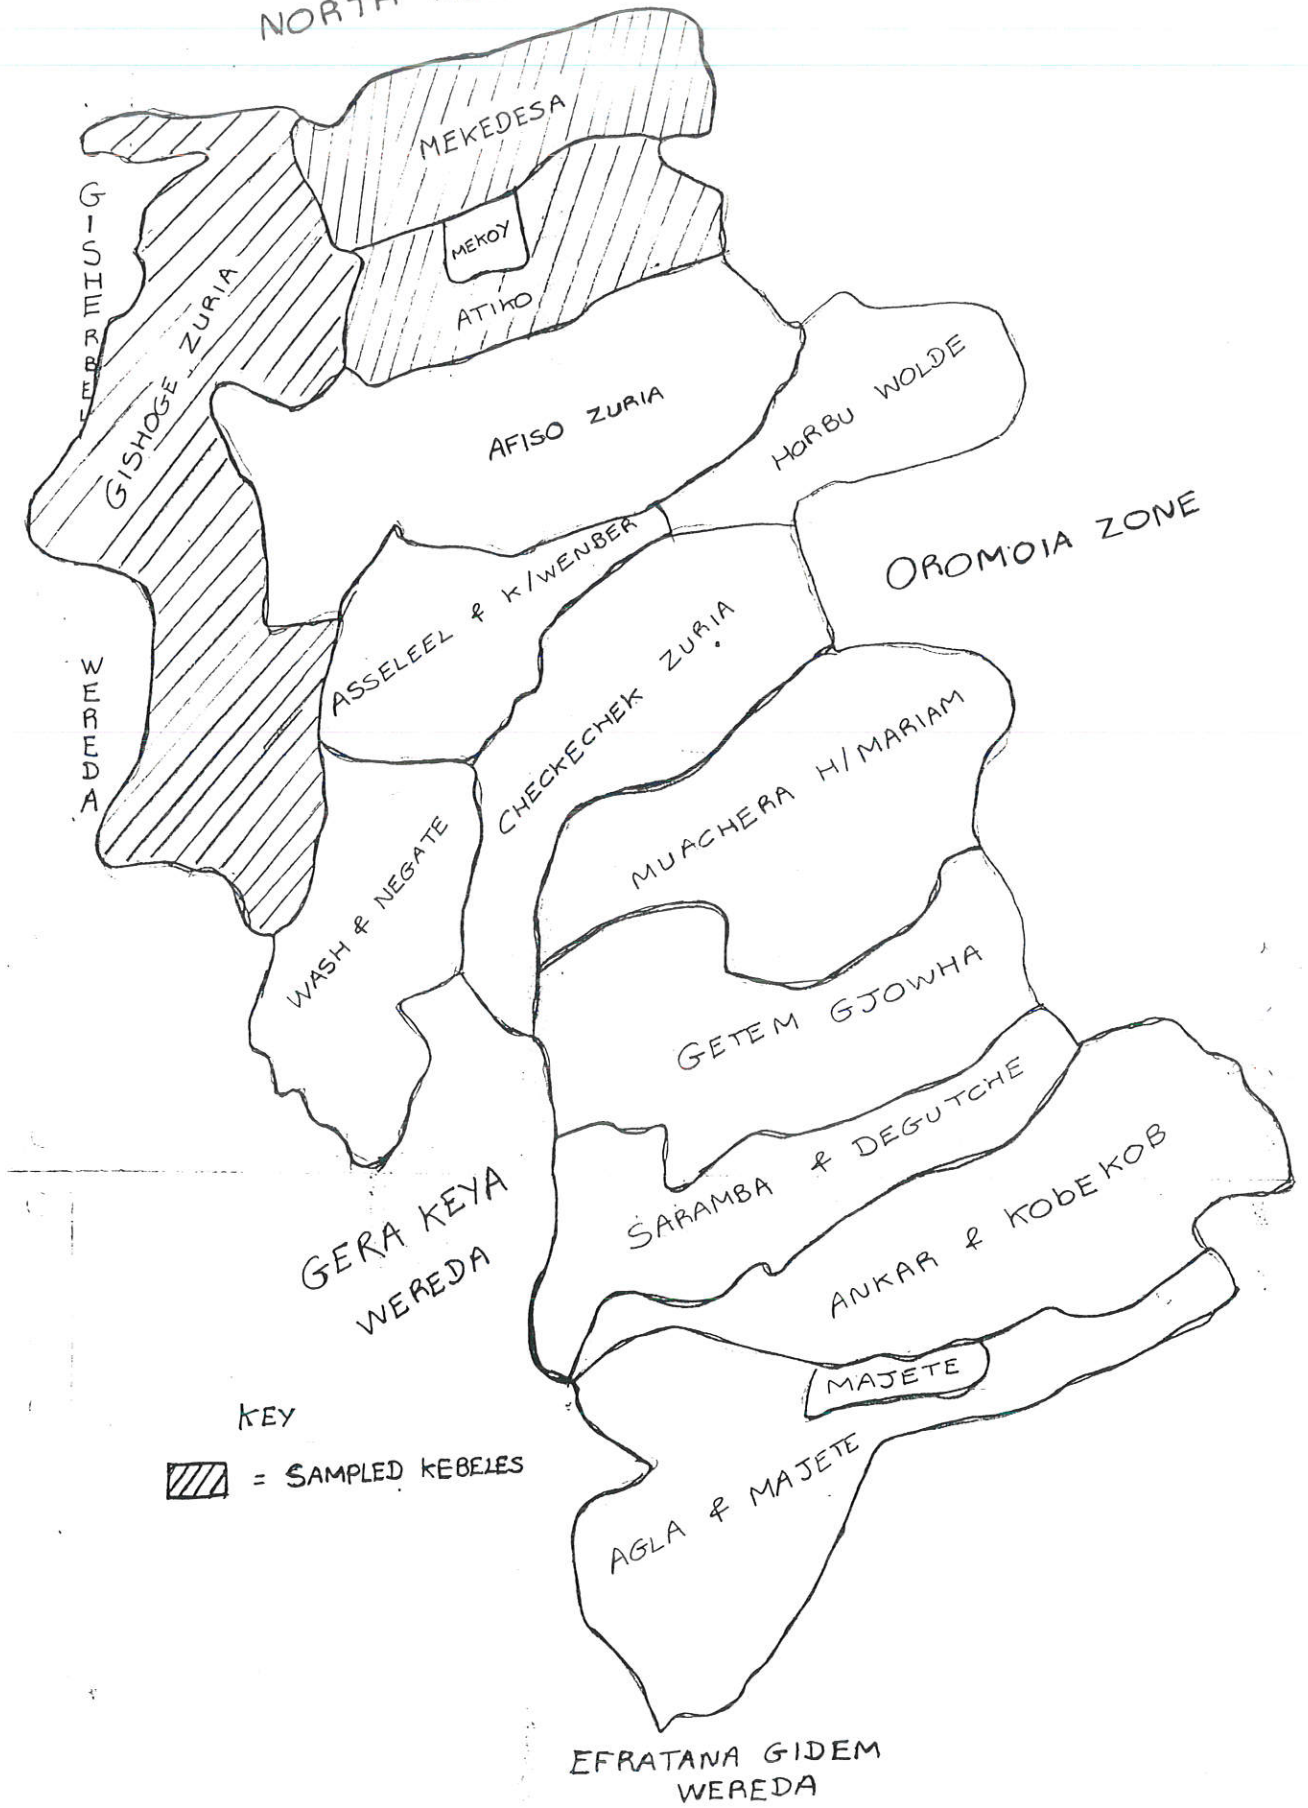 NORTH
MEKEDESA
GISHERBEL
MEKOY
ATIKO
GISHOGE ZURIA
HORBU WOLDE
AFISO ZURIA
OROMOIA ZONE
ASSELEEL & K/WENBER
CHECKECHEK ZURIA
WEREDA
MUACHERA H/MARIAM
WASH & NEGATE
GETEM GJOWHA
SARAMBA & DEGUTCHE
ANKAR & KOBEKOB
GERA KEYA
WEREDA
MAJETE
KEY
= SAMPLED KEBELES
AGLA & MAJETE
EFRATANA GIDEM
WEREDA